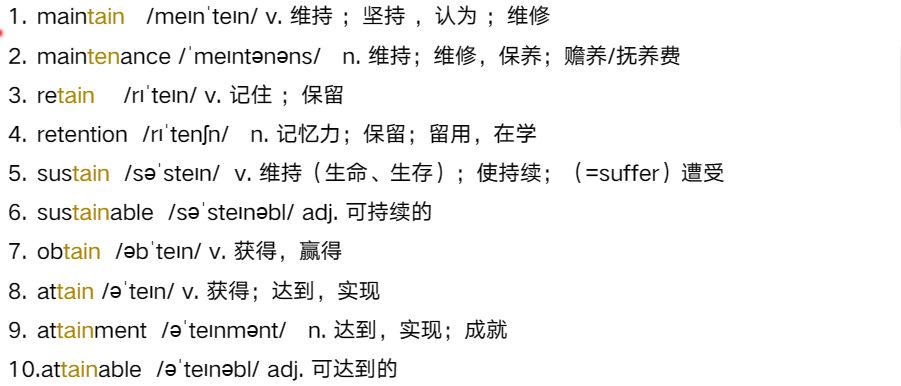 1. maintain /meɪnˈteɪn/ v. 维持 ；坚持 ，认为 ；维修
2. maintenance /ˈmeɪntənəns/ n. 维持；维修，保养；赡养/抚养费
3. retain /rɪˈteɪn/ v. 记住 ；保留
4. retention /rɪˈtenʃn/ n. 记忆力；保留；留用，在学
5. sustain /səˈsteɪn/ v. 维持（生命、生存）；使持续；（=suffer）遭受
6. sustainable /səˈsteɪnəbl/ adj. 可持续的
7. obtain /əbˈteɪn/ v. 获得，赢得
8. attain /əˈteɪn/ v. 获得；达到，实现
9. attainment /əˈteɪnmənt/ n. 达到，实现；成就
10.attainable /əˈteɪnəbl/ adj. 可达到的